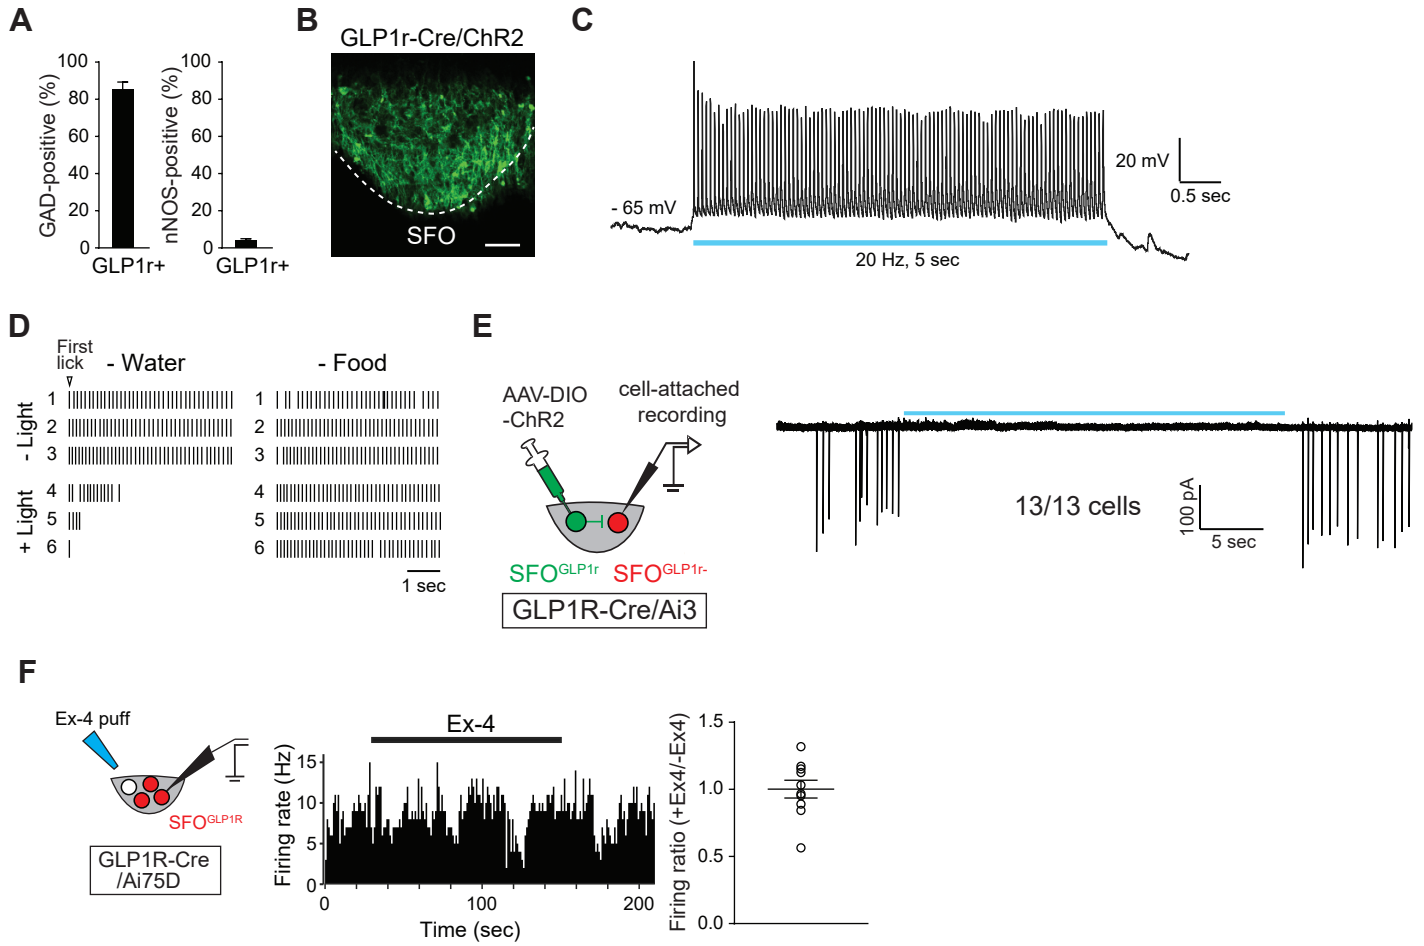 A
GAD-positive (%)
100
80
60
40
20
0
GLP1r+
nNOS-positive (%)
100
80
60
40
20
0
GLP1r+
B
GLP1r-Cre/ChR2
SFO
C
- 65 mV
20 mV
0.5 sec
20 Hz, 5 sec
D
First
lick
- Water
- Food
- Light
1
2
3
+ Light
4
5
6
1
2
3
4
5
6
1 sec
E
AAV-DIO
-ChR2
cell-attached
recording
SFOGLP1r
SFOGLP1r-
GLP1R-Cre/Ai3
13/13 cells
100 pA
5 sec
F
Ex-4 puff
SFOGLP1R
GLP1R-Cre
/Ai75D
Ex-4
Firing rate (Hz)
15
10
5
0
0
100
200
Time (sec)
Firing ratio (+Ex4/-Ex4)
1.5
1.0
0.5
0.0